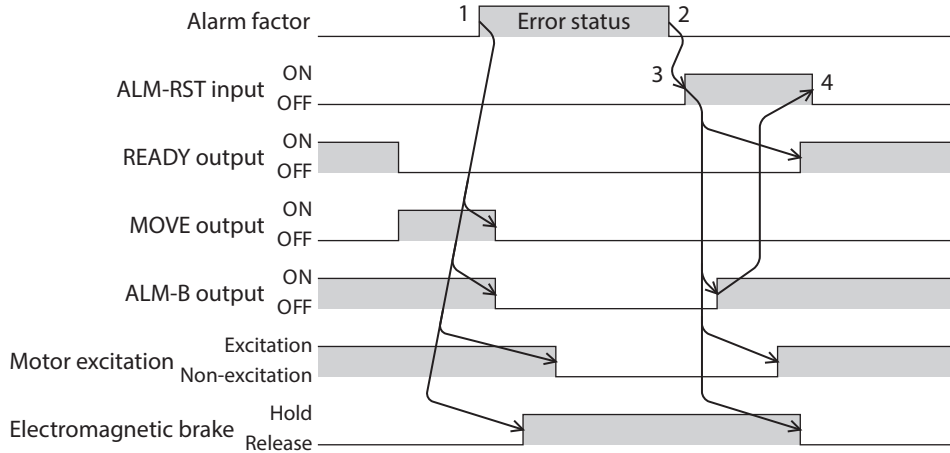 Alarm factor
1
Error status
2
ALM-RST input
ON
OFF
3
4
READY output
ON
OFF
MOVE output
ON
OFF
ALM-B output
ON
OFF
Motor excitation
Excitation
Non-excitation
Electromagnetic brake
Hold
Release